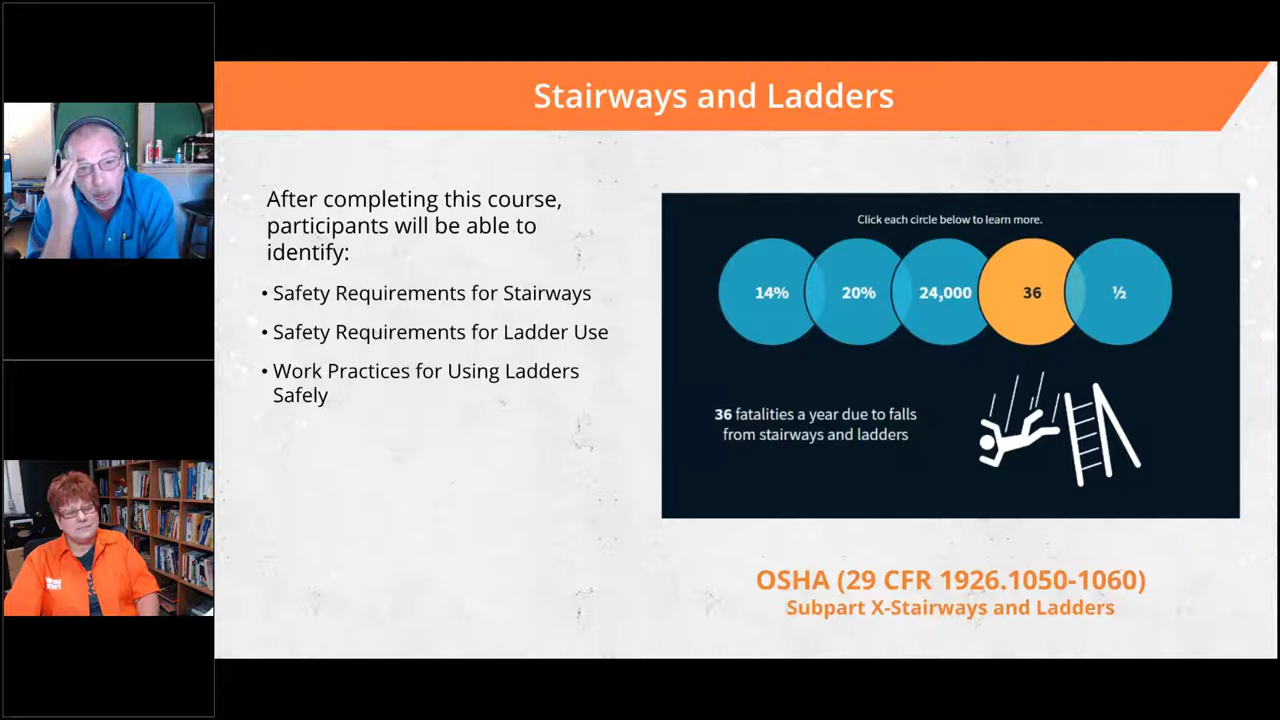 Stairways and Ladders
After completing this course,
participants will be able to
identify:
• Safety Requirements for Stairways
• Safety Requirements for Ladder Use
• Work Practices for Using Ladders
Safely
Click each circle below to learn more.
14%
20%
24,000
36
½
36 fatalities a year due to falls
from stairways and ladders
OSHA (29 CFR 1926.1050-1060)
Subpart X-Stairways and Ladders